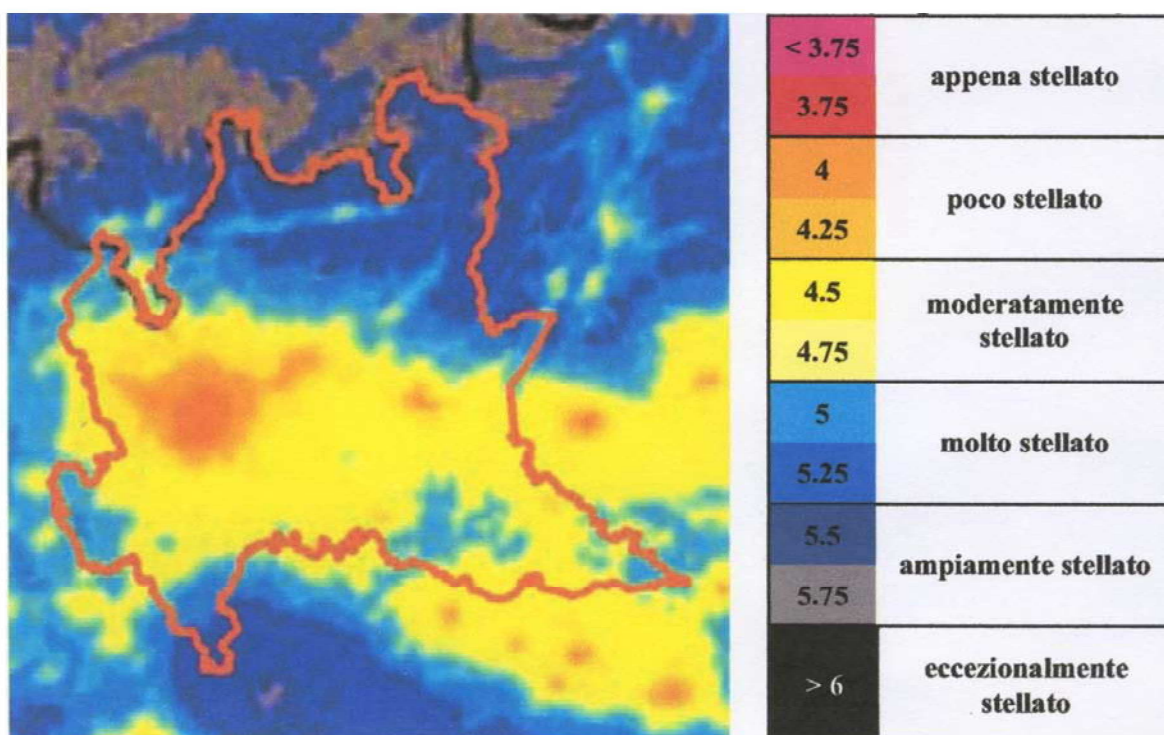 < 3.75
appena stellato
3.75
4
poco stellato
4.25
4.5
moderatamente
stellato
4.75
5
molto stellato
5.25
5.5
ampiamente stellato
5.75
> 6
eccezionalmente
stellato